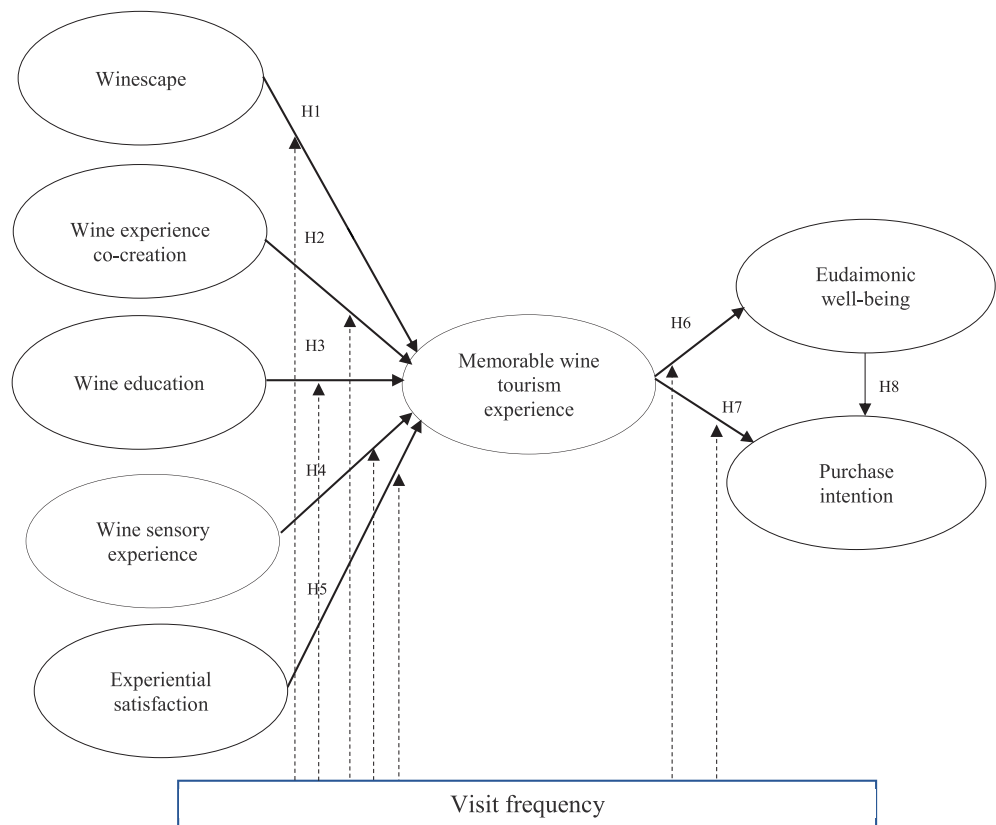 Winescape
H1
Wine experience
co-creation
H2
Wine education
H3
Wine sensory
experience
H4
Experiential
satisfaction
H5
Memorable wine
tourism
experience
H6
H7
Eudaimonic
well-being
H8
Purchase
intention
Visit frequency